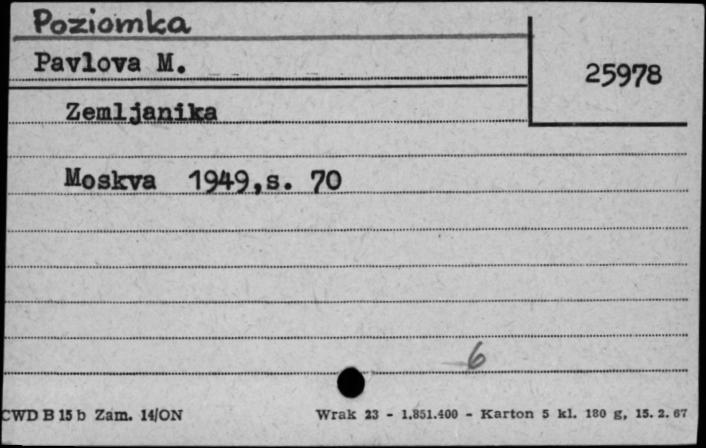 Poziomka
Pavlova M.
25978
Zemljanika
Moskva 1949,s. 70
6
CWD B 15 b Zam. 14/ON
Wrak 23 - 1.851.400 - Karton 5 kl. 180 g, 15. 2. 67